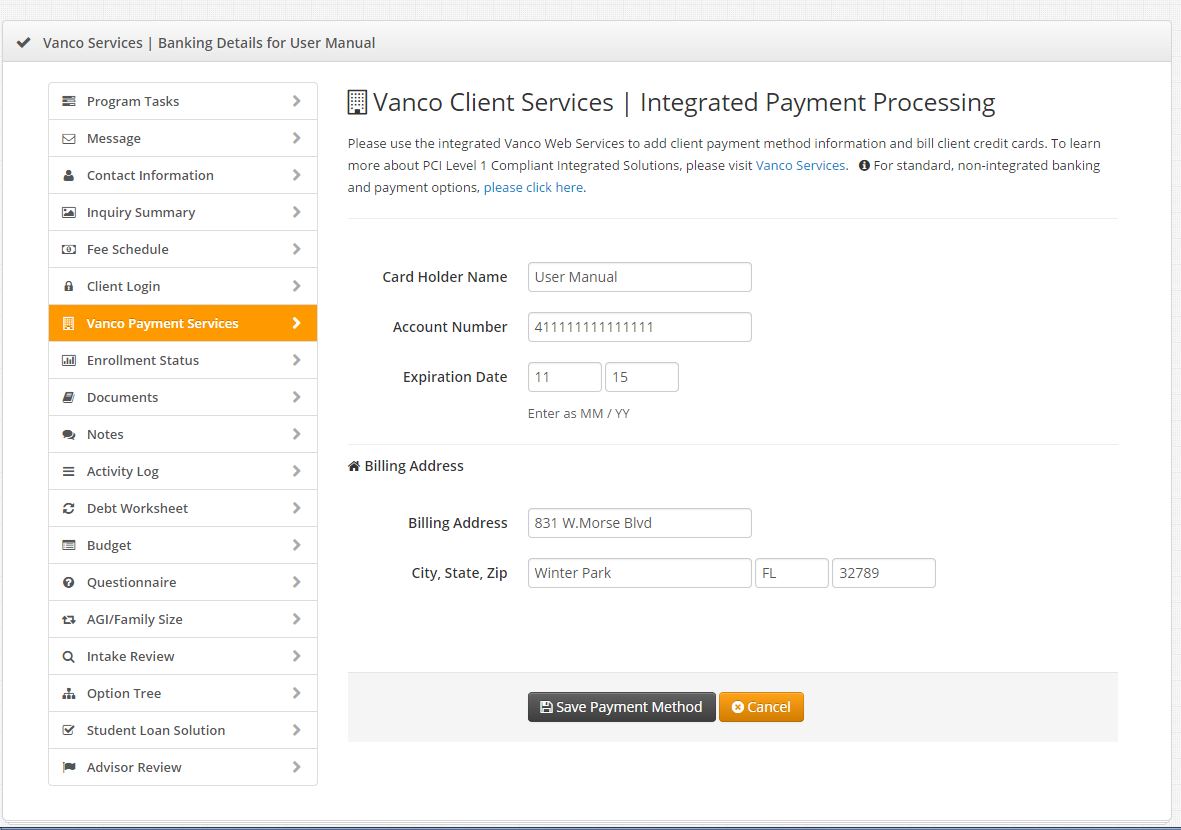 Vanco Services | Banking Details for User Manual
Program Tasks
Message
Contact Information
Inquiry Summary
Fee Schedule
Client Login
Vanco Payment Services
Enrollment Status
Documents
Notes
Activity Log
Debt Worksheet
Budget
Questionnaire
AGI/Family Size
Intake Review
Option Tree
Student Loan Solution
Advisor Review
Vanco Client Services | Integrated Payment Processing
Please use the integrated Vanco Web Services to add client payment method information and bill client credit cards. To learn
more about PCI Level 1 Compliant Integrated Solutions, please visit Vanco Services. For standard, non-integrated banking
and payment options, please click here.
Card Holder Name User Manual
Account Number 411111111111111
Expiration Date 11 15
Enter as MM / YY
Billing Address
Billing Address 831 W.Morse Blvd
City, State, Zip Winter Park FL 32789
Save Payment Method Cancel